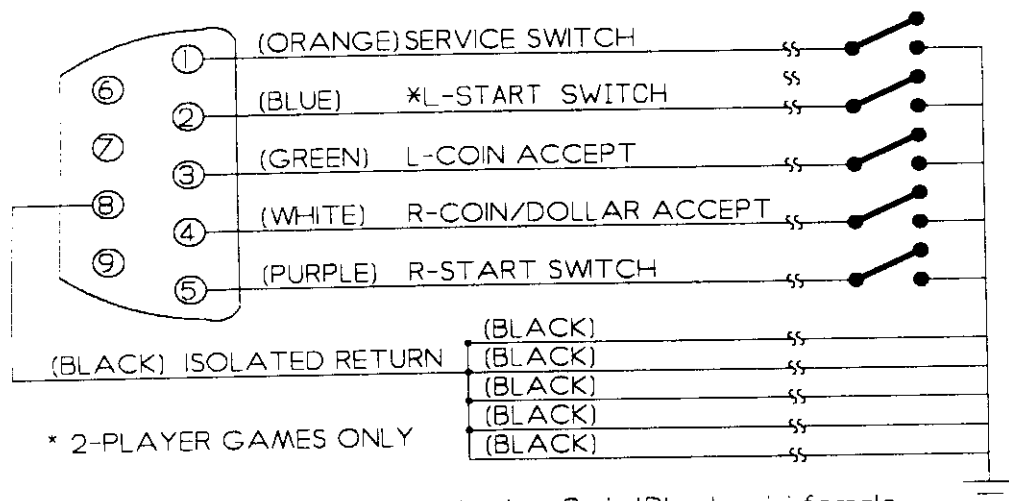 1 (ORANGE) SERVICE SWITCH
6
2 (BLUE) *L-START SWITCH
7
3 (GREEN) L-COIN ACCEPT
8
4 (WHITE) R-COIN/DOLLAR ACCEPT
9
5 (PURPLE) R-START SWITCH
(BLACK)
(BLACK) ISOLATED RETURN
(BLACK)
(BLACK)
(BLACK)
(BLACK)
* 2-PLAYER GAMES ONLY